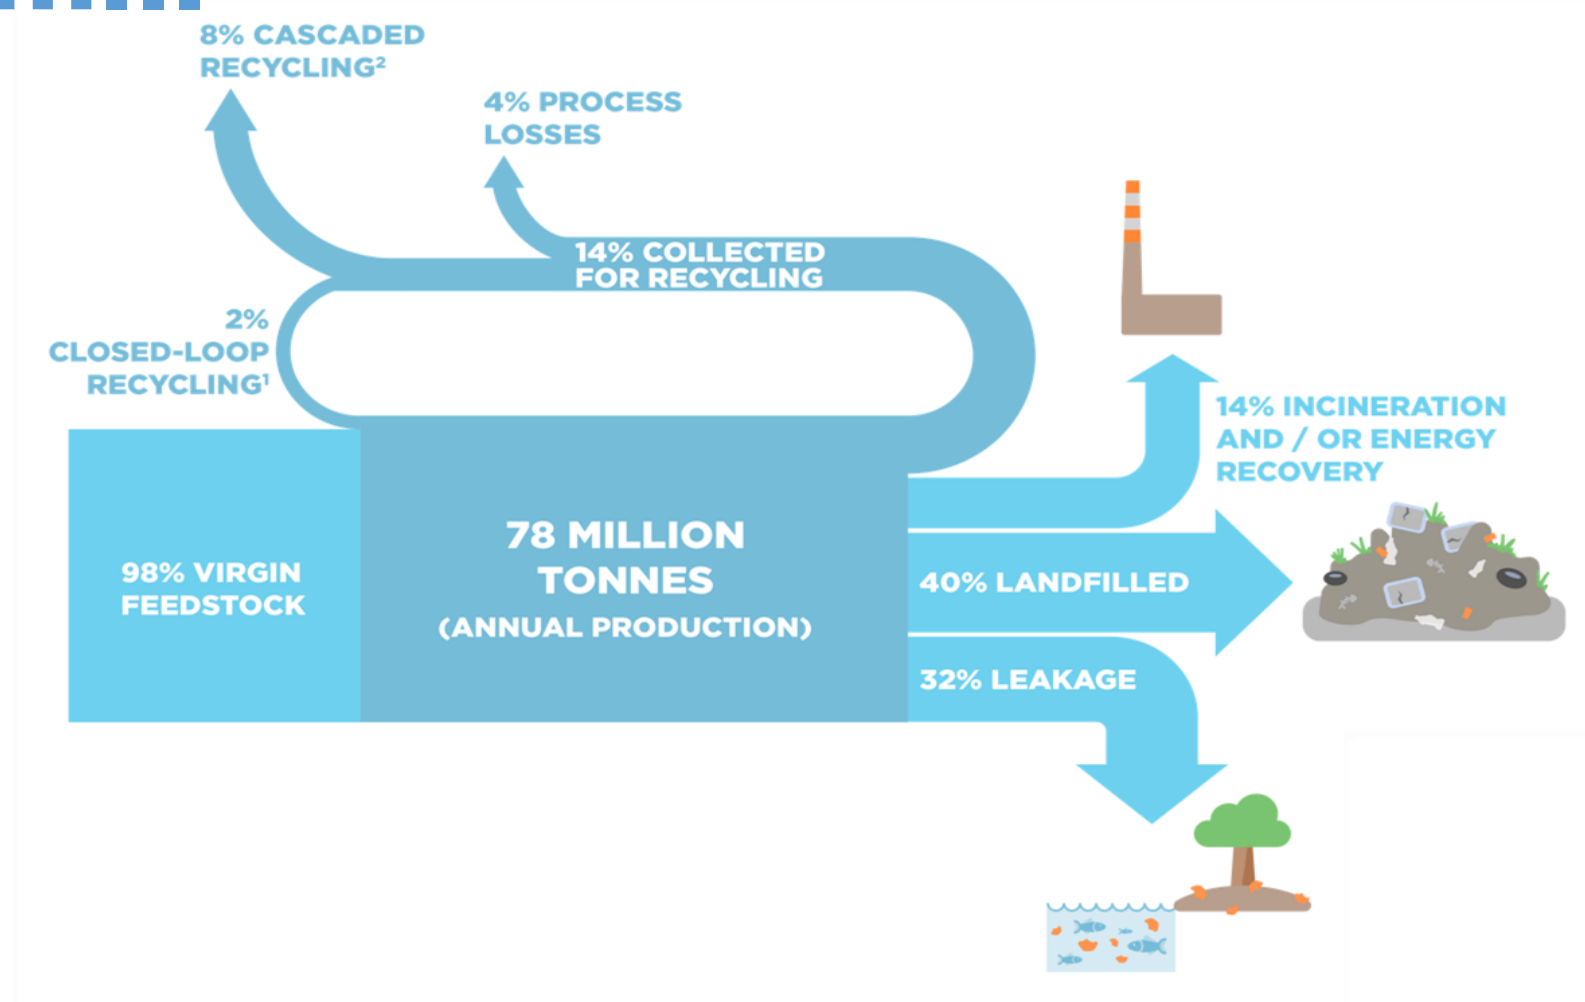 8% CASCADED
RECYCLING²
4% PROCESS
LOSSES
14% COLLECTED
FOR RECYCLING
2%
CLOSED-LOOP
RECYCLING¹
14% INCINERATION
AND / OR ENERGY
RECOVERY
98% VIRGIN
FEEDSTOCK
78 MILLION
TONNES
(ANNUAL PRODUCTION)
40% LANDFILLED
32% LEAKAGE